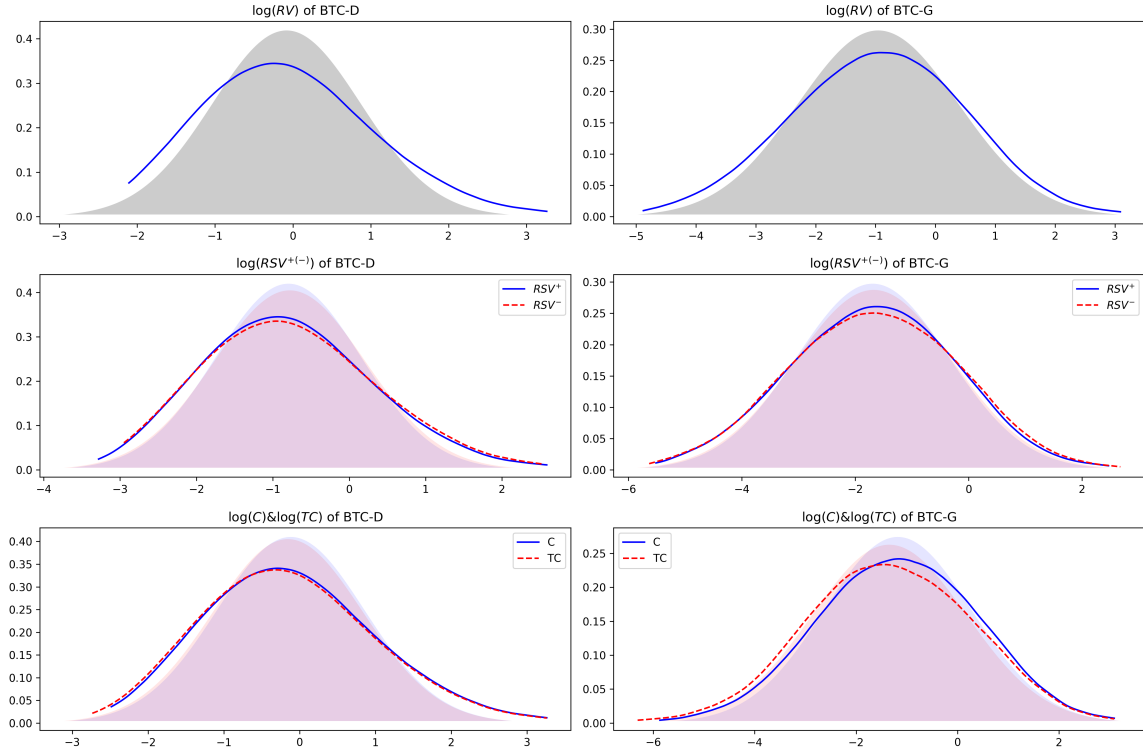 log(RV) of BTC-D
0.4
0.3
0.2
0.1
0.0
−3 −2 −1 0 1 2 3
log(RV) of BTC-G
0.30
0.25
0.20
0.15
0.10
0.05
0.00
−5 −4 −3 −2 −1 0 1 2 3
log(RSV⁺⁽⁻⁾) of BTC-D
RSV⁺
RSV⁻
0.4
0.3
0.2
0.1
0.0
−4 −3 −2 −1 0 1 2
log(RSV⁺⁽⁻⁾) of BTC-G
RSV⁺
RSV⁻
0.30
0.25
0.20
0.15
0.10
0.05
0.00
−6 −4 −2 0 2
log(C)&log(TC) of BTC-D
C
TC
0.40
0.35
0.30
0.25
0.20
0.15
0.10
0.05
0.00
−3 −2 −1 0 1 2 3
log(C)&log(TC) of BTC-G
C
TC
0.25
0.20
0.15
0.10
0.05
0.00
−6 −4 −2 0 2